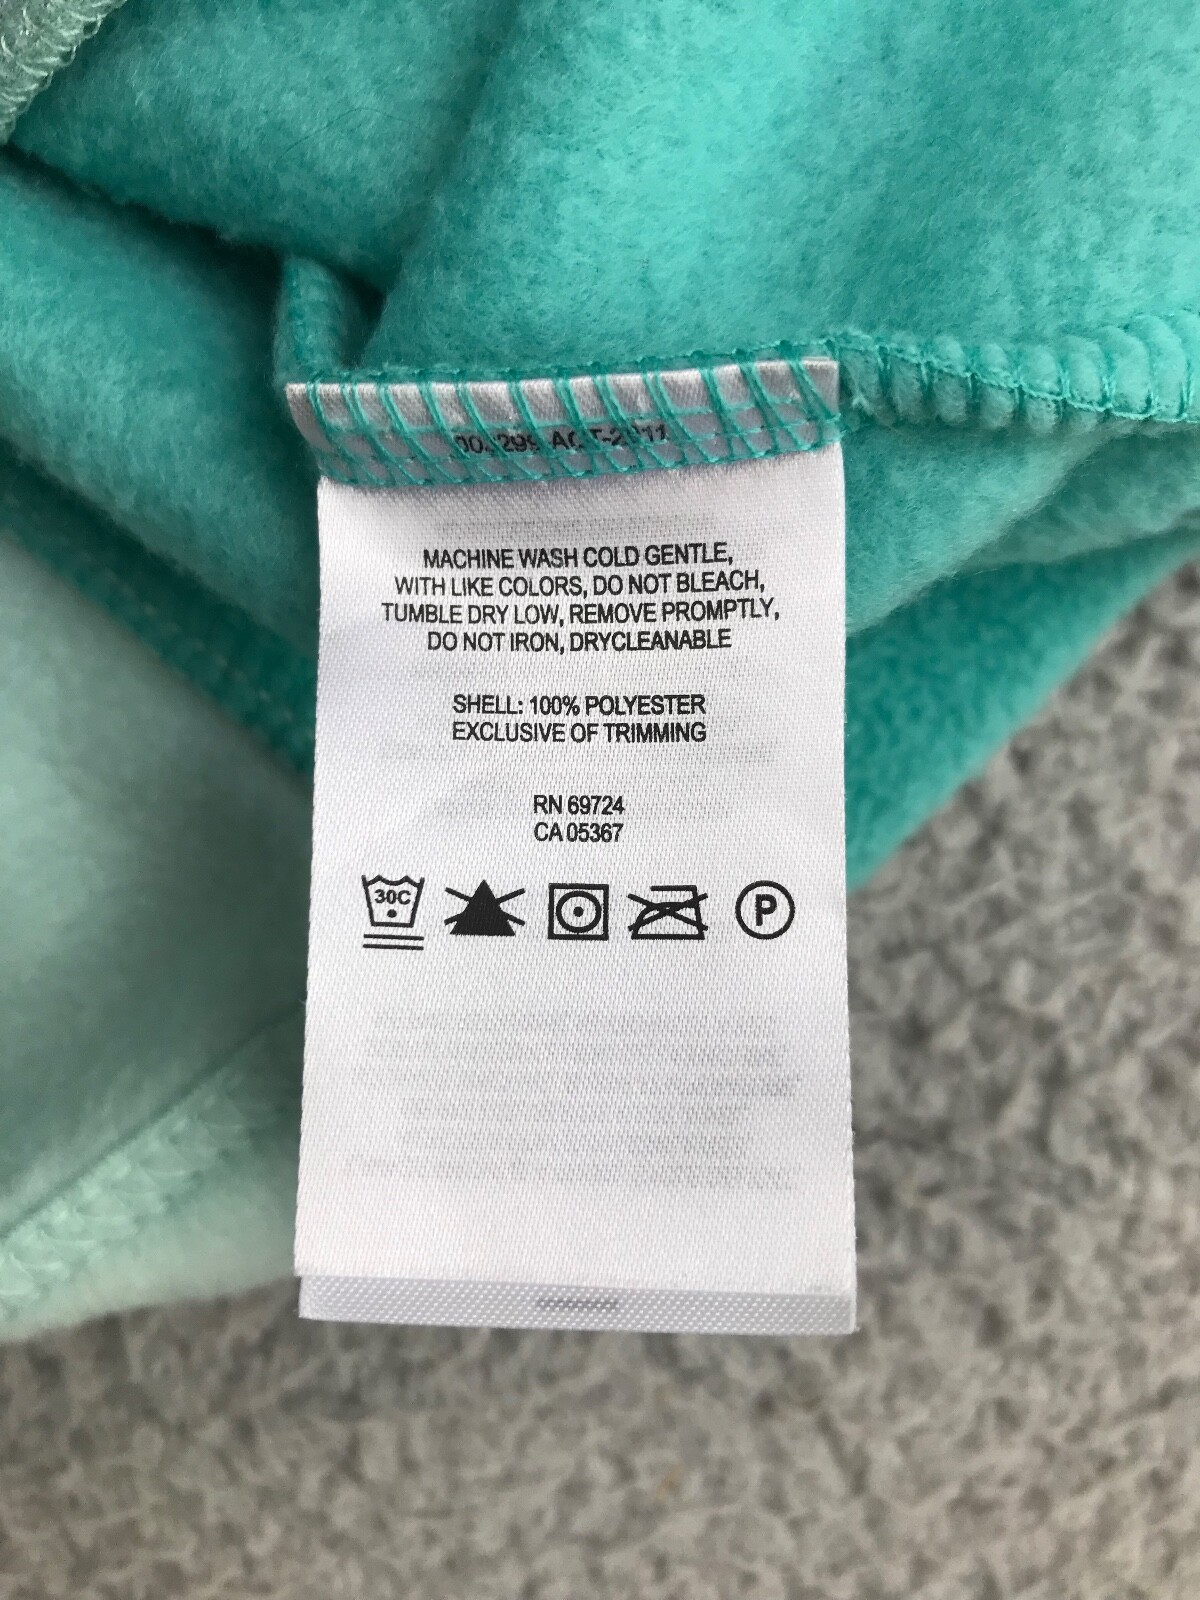 MACHINE WASH COLD GENTLE,
WITH LIKE COLORS, DO NOT BLEACH,
TUMBLE DRY LOW, REMOVE PROMPTLY,
DO NOT IRON, DRYCLEANABLE
SHELL: 100% POLYESTER
EXCLUSIVE OF TRIMMING
RN 69724
CA 05367
30C P